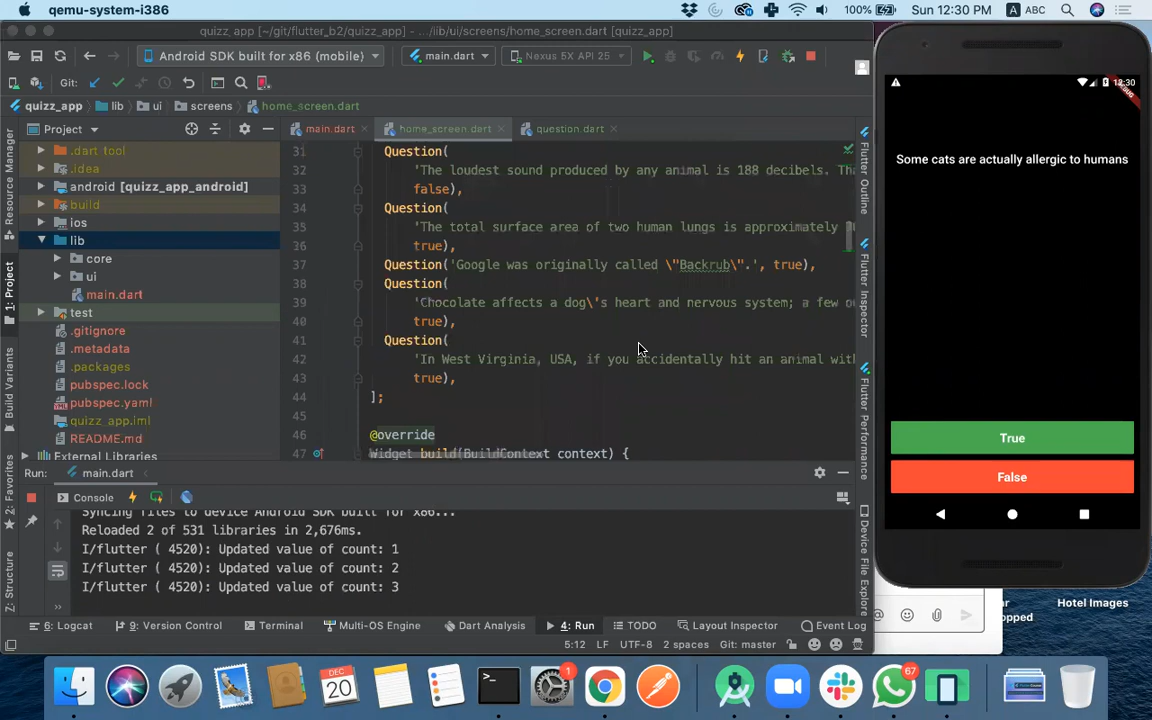 qemu-system-i386
100%
Sun 12:30 PM
A
ABC
quizz_app [~/git/flutter_b2/quizz_app] - .../lib/ui/screens/home_screen.dart [quizz_app]
Android SDK built for x86 (mobile)
main.dart
Nexus 5X API 25
Git:
quizz_app
lib
ui
screens
home_screen.dart
Project
main.dart
home_screen.dart
question.dart
.dart_tool
.idea
android [quizz_app_android]
build
ios
lib
core
ui
main.dart
test
.gitignore
.metadata
.packages
pubspec.lock
pubspec.yaml
quizz_app.iml
README.md
External Libraries
Resource Manager
1: Project
Build Variants
2: Favorites
Z: Structure
31 Question(
32 'The loudest sound produced by any animal is 188 decibels. Tha
33 false),
34 Question(
35 'The total surface area of two human lungs is approximately
36 true),
37 Question('Google was originally called \"Backrub\".', true),
38 Question(
39 'Chocolate affects a dog\'s heart and nervous system; a few
40 true),
41 Question(
42 'In West Virginia, USA, if you accidentally hit an animal with
43 true),
44 ];
45
46 @override
47 Widget build(BuildContext context) {
Flutter Outline
Flutter Inspector
Flutter Performance
Device File Explorer
Run:
main.dart
Console
Syncing files to device Android SDK built for x86...
Reloaded 2 of 531 libraries in 2,676ms.
I/flutter ( 4520): Updated value of count: 1
I/flutter ( 4520): Updated value of count: 2
I/flutter ( 4520): Updated value of count: 3
6: Logcat
9: Version Control
Terminal
Multi-OS Engine
Dart Analysis
4: Run
TODO
Layout Inspector
Event Log
5:12
LF
UTF-8
2 spaces
Git: master
12:30
Some cats are actually allergic to humans
True
False
ar
opped
Hotel Images
DEC
20
1
67